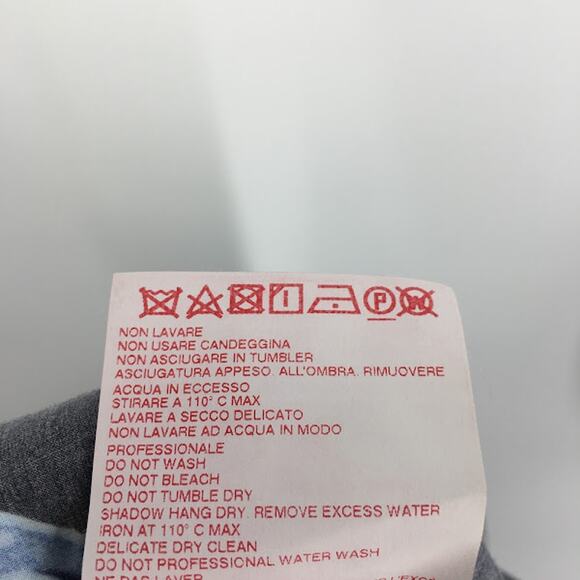 I P W
NON LAVARE
NON USARE CANDEGGINA
NON ASCIUGARE IN TUMBLER
ASCIUGATURA APPESO. ALL'OMBRA. RIMUOVERE
ACQUA IN ECCESSO
STIRARE A 110° C MAX
LAVARE A SECCO DELICATO
NON LAVARE AD ACQUA IN MODO
PROFESSIONALE
DO NOT WASH
DO NOT BLEACH
DO NOT TUMBLE DRY
SHADOW HANG DRY. REMOVE EXCESS WATER
IRON AT 110° C MAX
DELICATE DRY CLEAN
DO NOT PROFESSIONAL WATER WASH
NE PAS LAVER